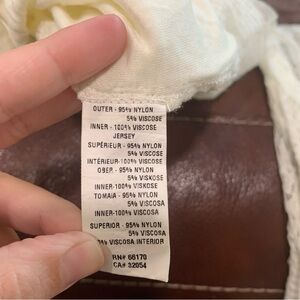 OUTER - 95% NYLON
5% VISCOSE
INNER - 100% VISCOSE
JERSEY
SUPÉRIEUR - 95% NYLON
5% VISCOSE
INTÉRIEUR-100% VISCOSE
OBER - 95% NYLON
5% VISKOSE
INNEN - 100% VISKOSE
TOMAIA - 95% NYLON
5% VISCOSA
INNER-100% VISCOSA
SUPERIOR - 95% NYLON
5% VISCOSA
% VISCOSA INTERIOR
RN# 66170
CA# 32054